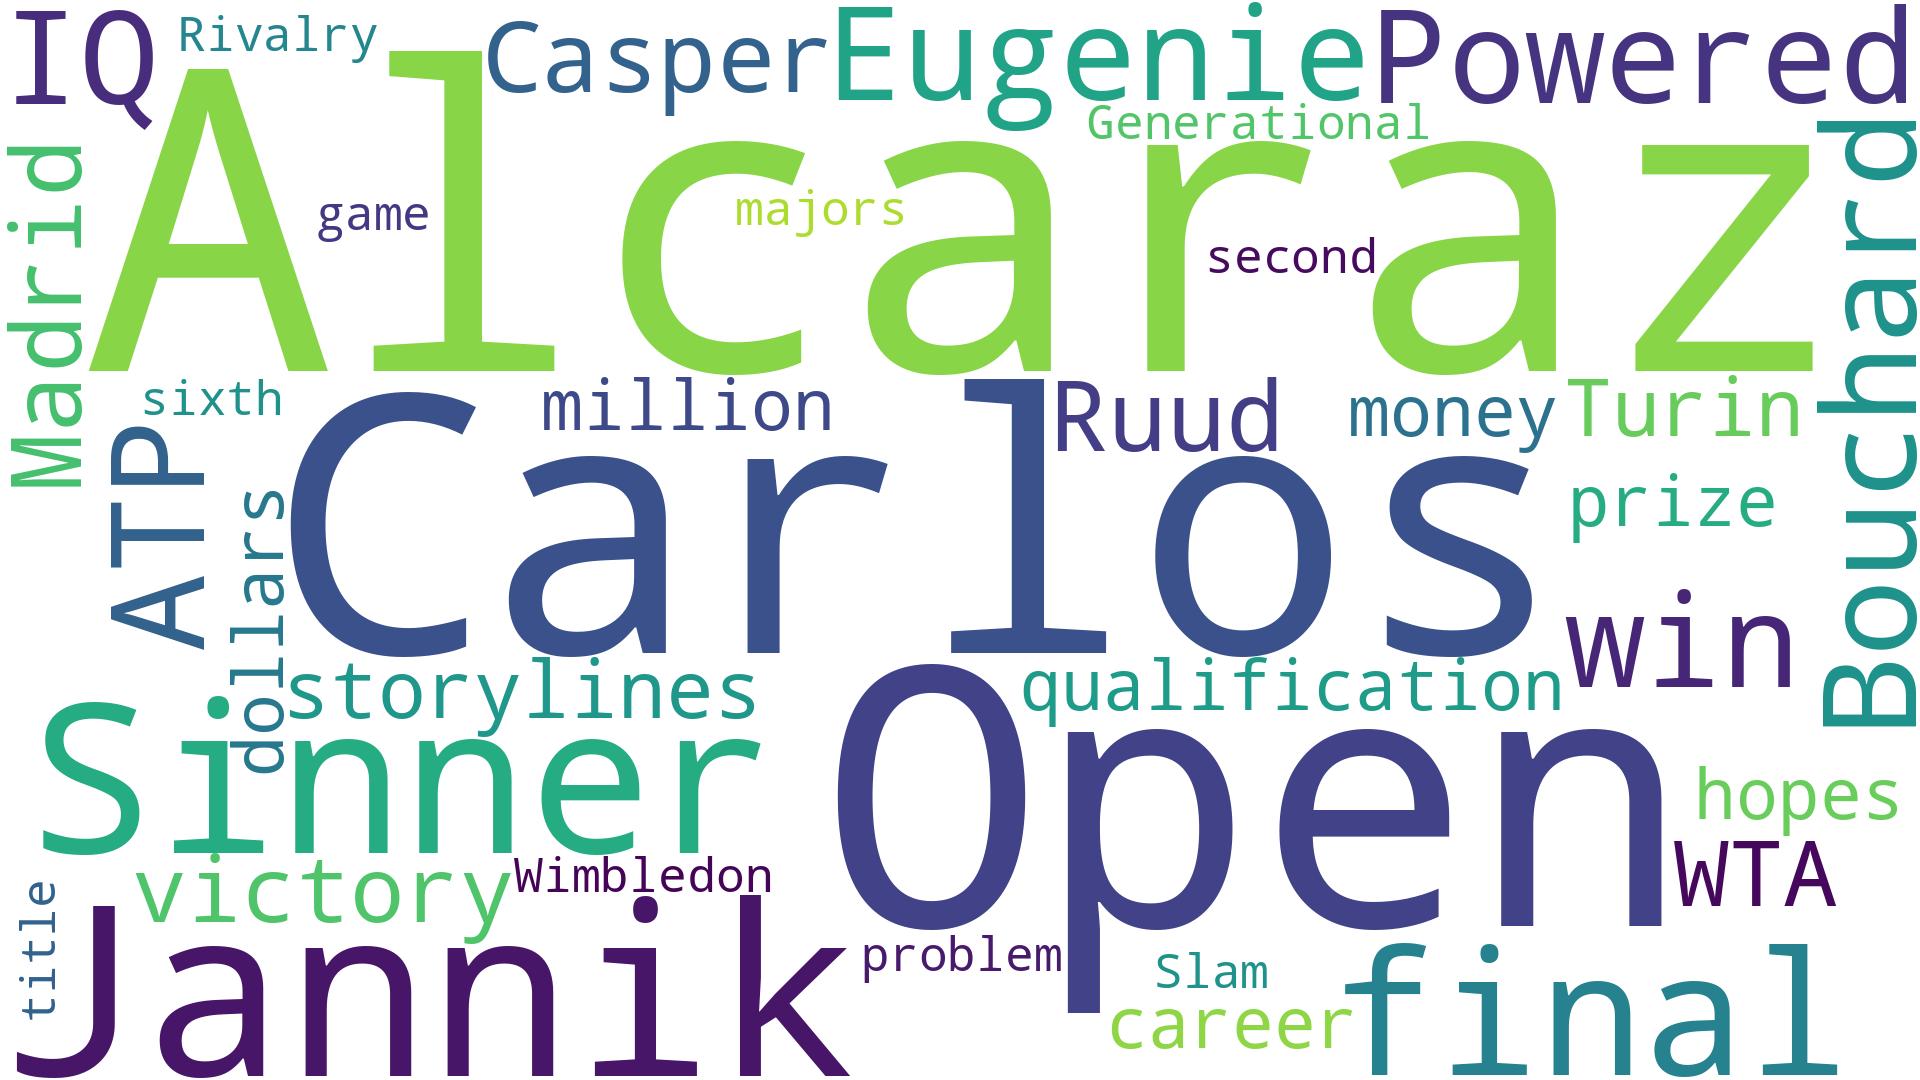 IQ
Rivalry
Casper
Eugenie
Powered
Generational
Alcaraz
game
majors
second
Madrid
Bouchard
sixth
million
Ruud
money
Turin
Carlos
ATP
dollars
prize
win
storylines
qualification
Sinner
Open
hopes
victory
Wimbledon
WTA
title
Jannik
problem
Slam
career
final